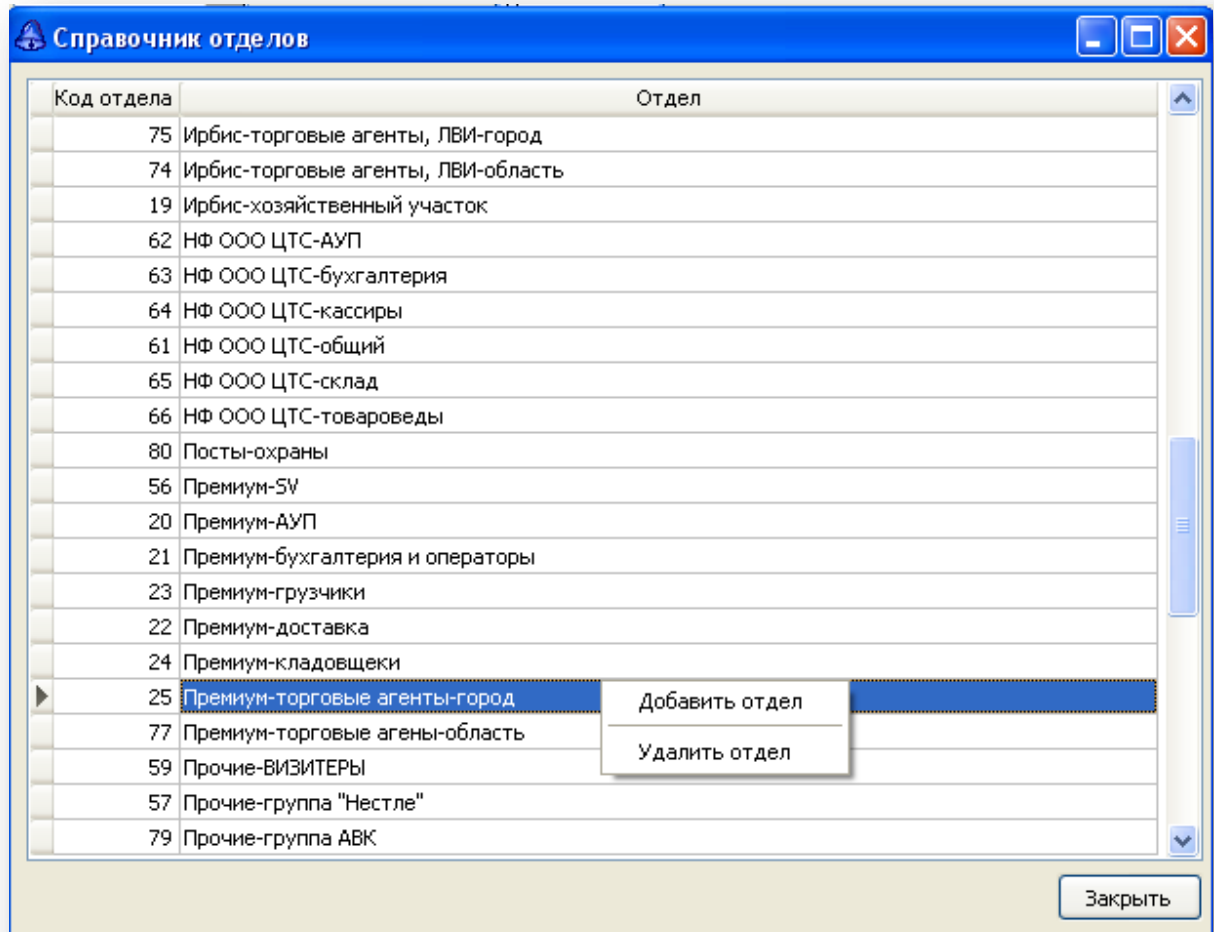 Справочник отделов
Код отдела Отдел
75 Ирбис-торговые агенты, ЛВИ-город
74 Ирбис-торговые агенты, ЛВИ-область
19 Ирбис-хозяйственный участок
62 НФ ООО ЦТС-АУП
63 НФ ООО ЦТС-бухгалтерия
64 НФ ООО ЦТС-кассиры
61 НФ ООО ЦТС-общий
65 НФ ООО ЦТС-склад
66 НФ ООО ЦТС-товароведы
80 Посты-охраны
56 Премиум-SV
20 Премиум-АУП
21 Премиум-бухгалтерия и операторы
23 Премиум-грузчики
22 Премиум-доставка
24 Премиум-кладовщеки
25 Премиум-торговые агенты-город
Добавить отдел
77 Премиум-торговые агены-область
Удалить отдел
59 Прочие-ВИЗИТЕРЫ
57 Прочие-группа "Нестле"
79 Прочие-группа АВК
Закрыть